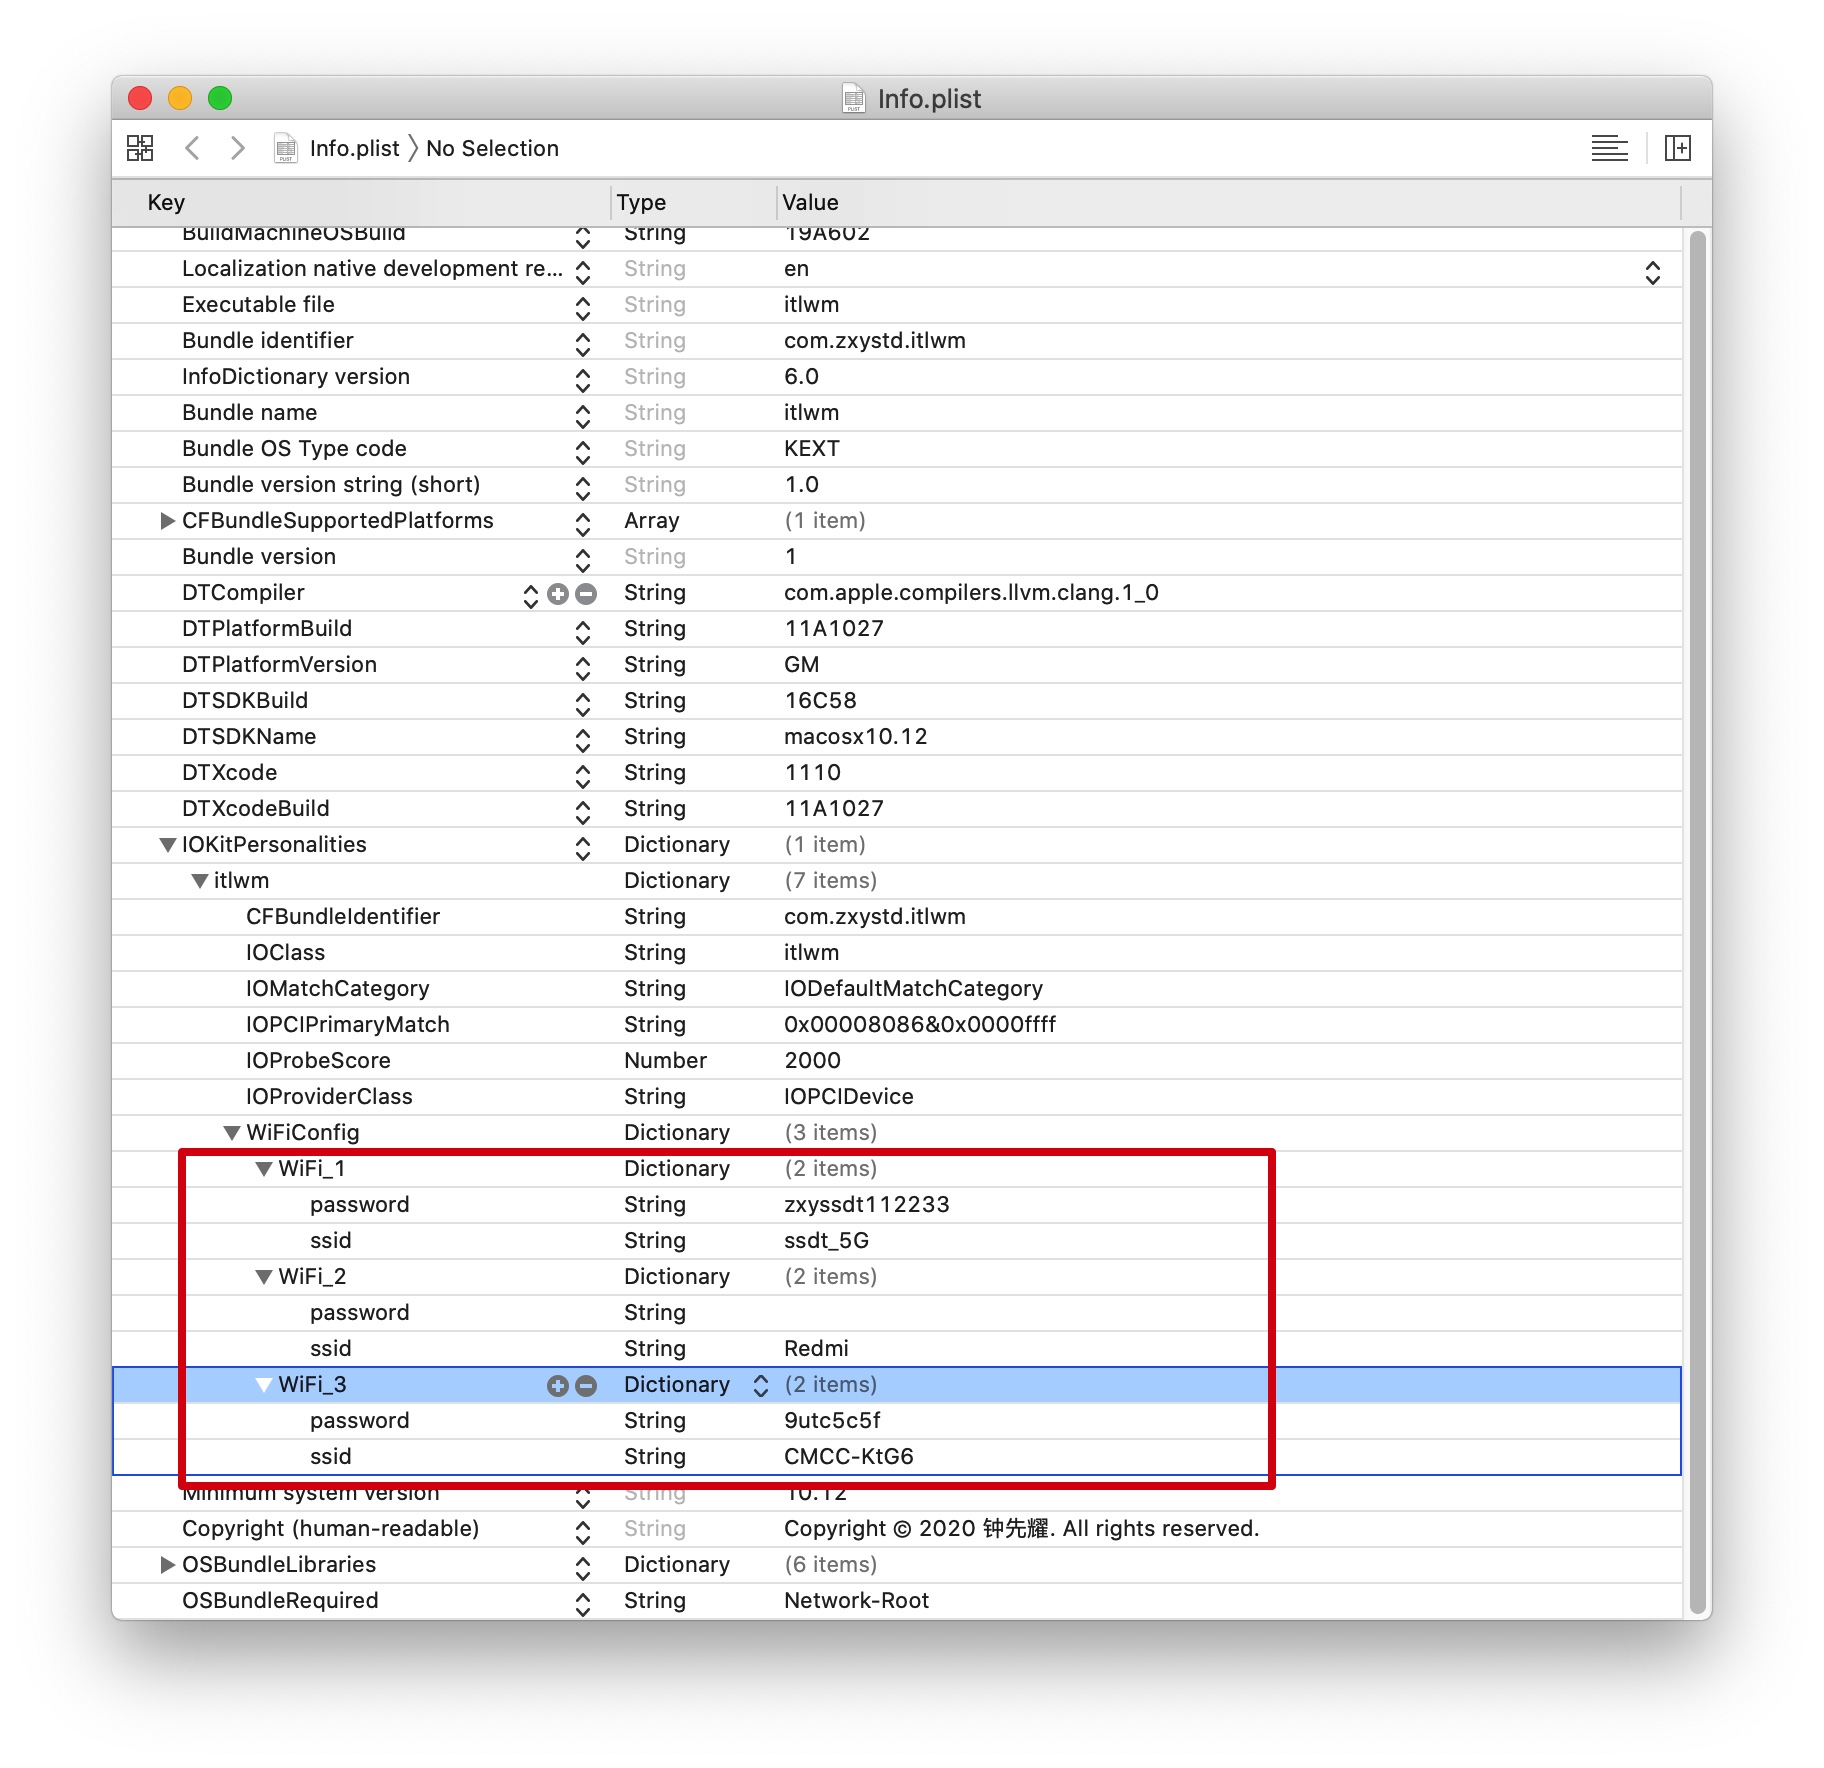 Info.plist
Info.plist No Selection
Key Type Value
BuildMachineOSBuild String 19A602
Localization native development re... String en
Executable file String itlwm
Bundle identifier String com.zxystd.itlwm
InfoDictionary version String 6.0
Bundle name String itlwm
Bundle OS Type code String KEXT
Bundle version string (short) String 1.0
CFBundleSupportedPlatforms Array (1 item)
Bundle version String 1
DTCompiler String com.apple.compilers.llvm.clang.1_0
DTPlatformBuild String 11A1027
DTPlatformVersion String GM
DTSDKBuild String 16C58
DTSDKName String macosx10.12
DTXcode String 1110
DTXcodeBuild String 11A1027
IOKitPersonalities Dictionary (1 item)
itlwm Dictionary (7 items)
CFBundleIdentifier String com.zxystd.itlwm
IOClass String itlwm
IOMatchCategory String IODefaultMatchCategory
IOPCIPrimaryMatch String 0x00008086&0x0000ffff
IOProbeScore Number 2000
IOProviderClass String IOPCIDevice
WiFiConfig Dictionary (3 items)
WiFi_1 Dictionary (2 items)
password String zxyssdt112233
ssid String ssdt_5G
WiFi_2 Dictionary (2 items)
password String
ssid String Redmi
WiFi_3 Dictionary (2 items)
password String 9utc5c5f
ssid String CMCC-KtG6
Minimum system version String 10.12
Copyright (human-readable) String Copyright © 2020 钟先耀. All rights reserved.
OSBundleLibraries Dictionary (6 items)
OSBundleRequired String Network-Root